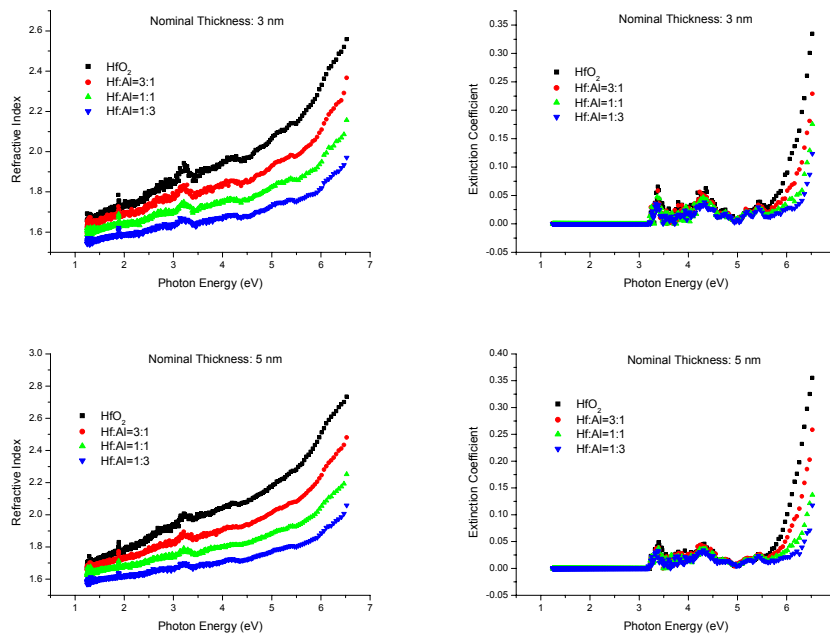 Nominal Thickness: 3 nm
HfO2
Hf:Al=3:1
Hf:Al=1:1
Hf:Al=1:3
Refractive Index
2.6
2.4
2.2
2.0
1.8
1.6
1 2 3 4 5 6 7
Photon Energy (eV)
Nominal Thickness: 3 nm
HfO2
Hf:Al=3:1
Hf:Al=1:1
Hf:Al=1:3
Extinction Coefficient
0.35
0.30
0.25
0.20
0.15
0.10
0.05
0.00
-0.05
1 2 3 4 5 6
Photon Energy (eV)
Nominal Thickness: 5 nm
HfO2
Hf:Al=3:1
Hf:Al=1:1
Hf:Al=1:3
Refractive Index
3.0
2.8
2.6
2.4
2.2
2.0
1.8
1.6
1 2 3 4 5 6 7
Photon Energy (eV)
Nominal Thickness: 5 nm
HfO2
Hf:Al=3:1
Hf:Al=1:1
Hf:Al=1:3
Extinction Coefficient
0.40
0.35
0.30
0.25
0.20
0.15
0.10
0.05
0.00
-0.05
1 2 3 4 5 6
Photon Energy (eV)